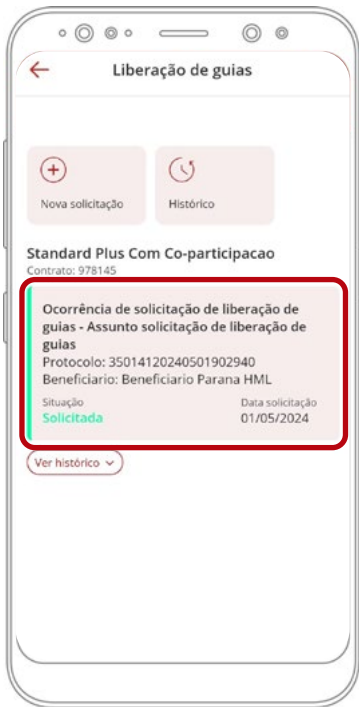 Liberação de guias
Nova solicitação
Histórico
Standard Plus Com Co-participacao
Contrato: 978145
Ocorrência de solicitação de liberação de
guias - Assunto solicitação de liberação de
guias
Protocolo: 35014120240501902940
Beneficiario: Beneficiario Parana HML
Situação
Data solicitação
Solicitada
01/05/2024
Ver histórico